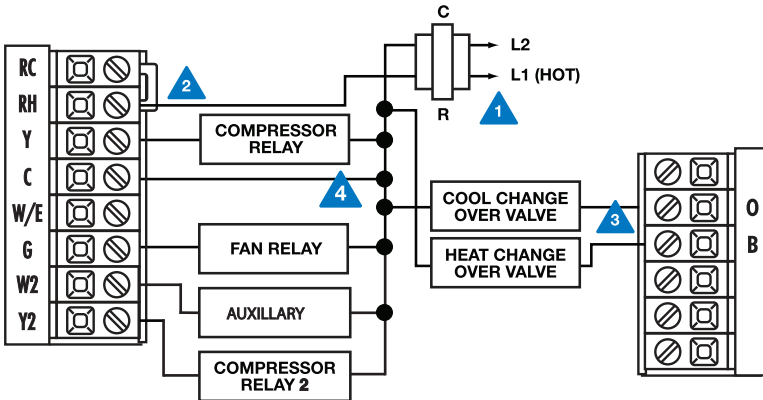 C
L2
L1 (HOT)
R
1
RC
RH
Y
C
W/E
G
W2
Y2
2
COMPRESSOR
RELAY
4
FAN RELAY
AUXILLARY
COMPRESSOR
RELAY 2
COOL CHANGE
OVER VALVE
HEAT CHANGE
OVER VALVE
3
O
B